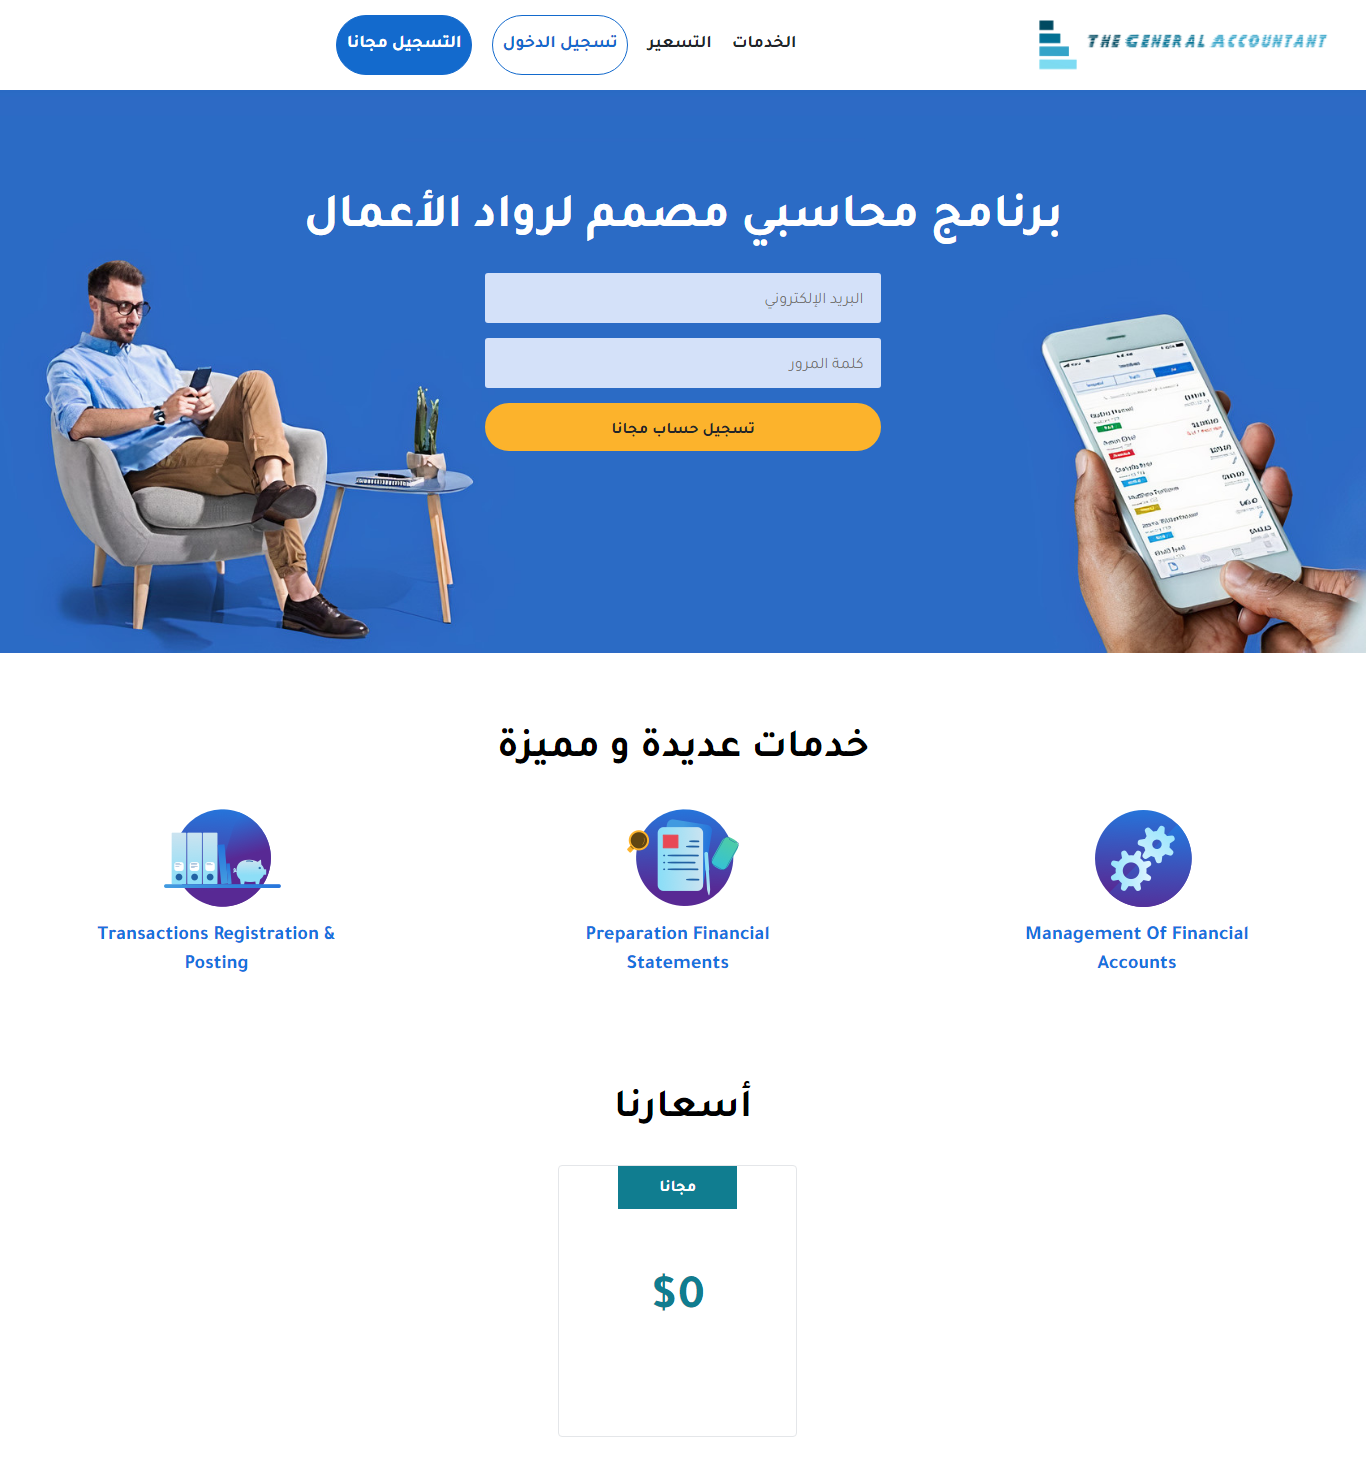 THE GENERAL ACCOUNTANT
الخدمات
التسعير
تسجيل الدخول
التسجيل مجانا
برنامج محاسبي مصمم لرواد الأعمال
البريد الإلكتروني
كلمة المرور
تسجيل حساب مجانا
خدمات عديدة و مميزة
Management Of Financial
Accounts
Preparation Financial
Statements
Transactions Registration &
Posting
أسعارنا
مجانا
$0